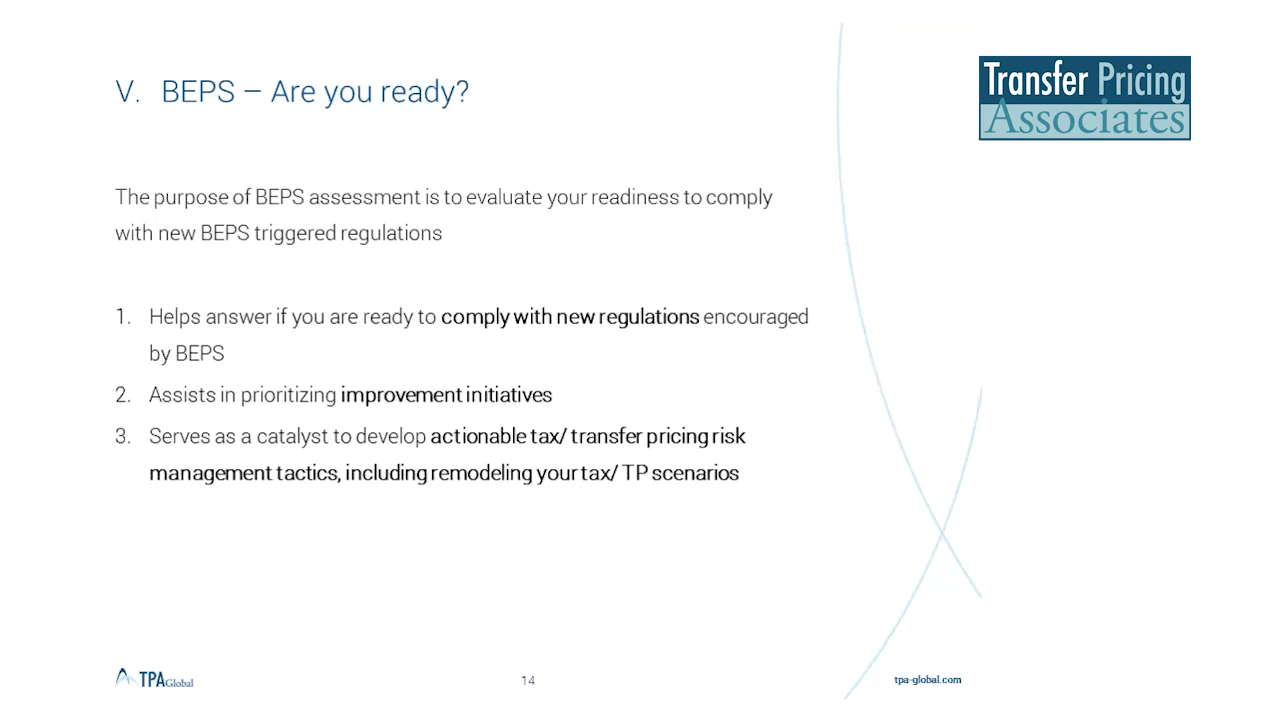 V. BEPS – Are you ready?
Transfer Pricing
Associates
The purpose of BEPS assessment is to evaluate your readiness to comply
with new BEPS triggered regulations
1. Helps answer if you are ready to comply with new regulations encouraged
by BEPS
2. Assists in prioritizing improvement initiatives
3. Serves as a catalyst to develop actionable tax/ transfer pricing risk
management tactics, including remodeling your tax/ TP scenarios
TPA Global
14
tpa-global.com